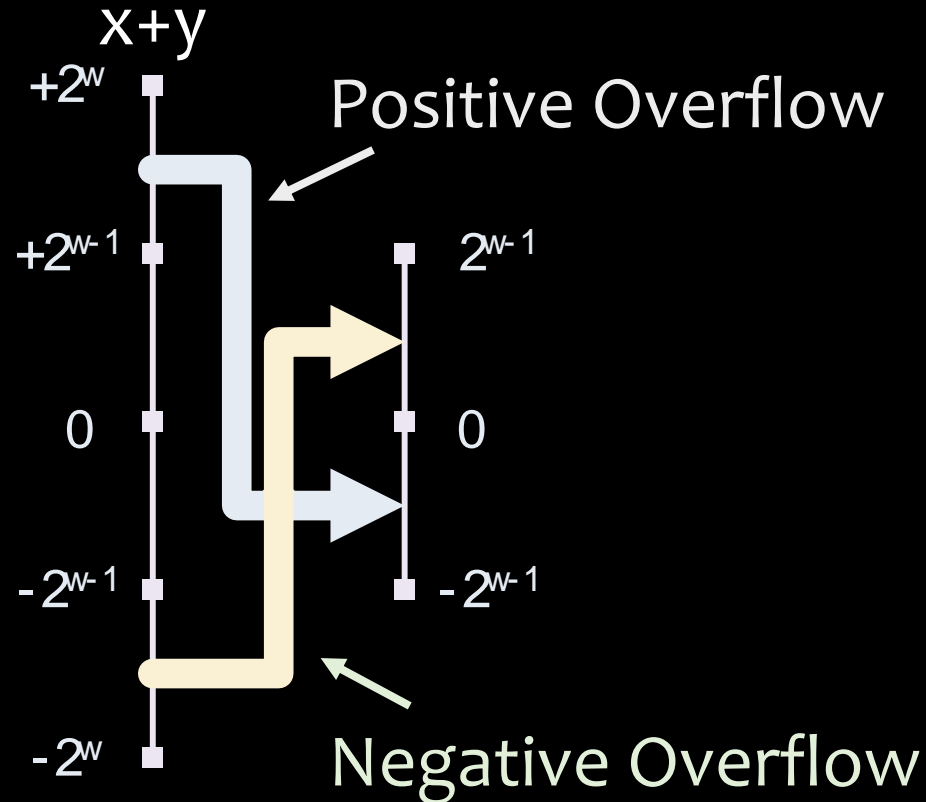 x+y
+2ʷ
Positive Overflow
+2ʷ⁻¹
2ʷ⁻¹
0
0
-2ʷ⁻¹
-2ʷ⁻¹
Negative Overflow
-2ʷ